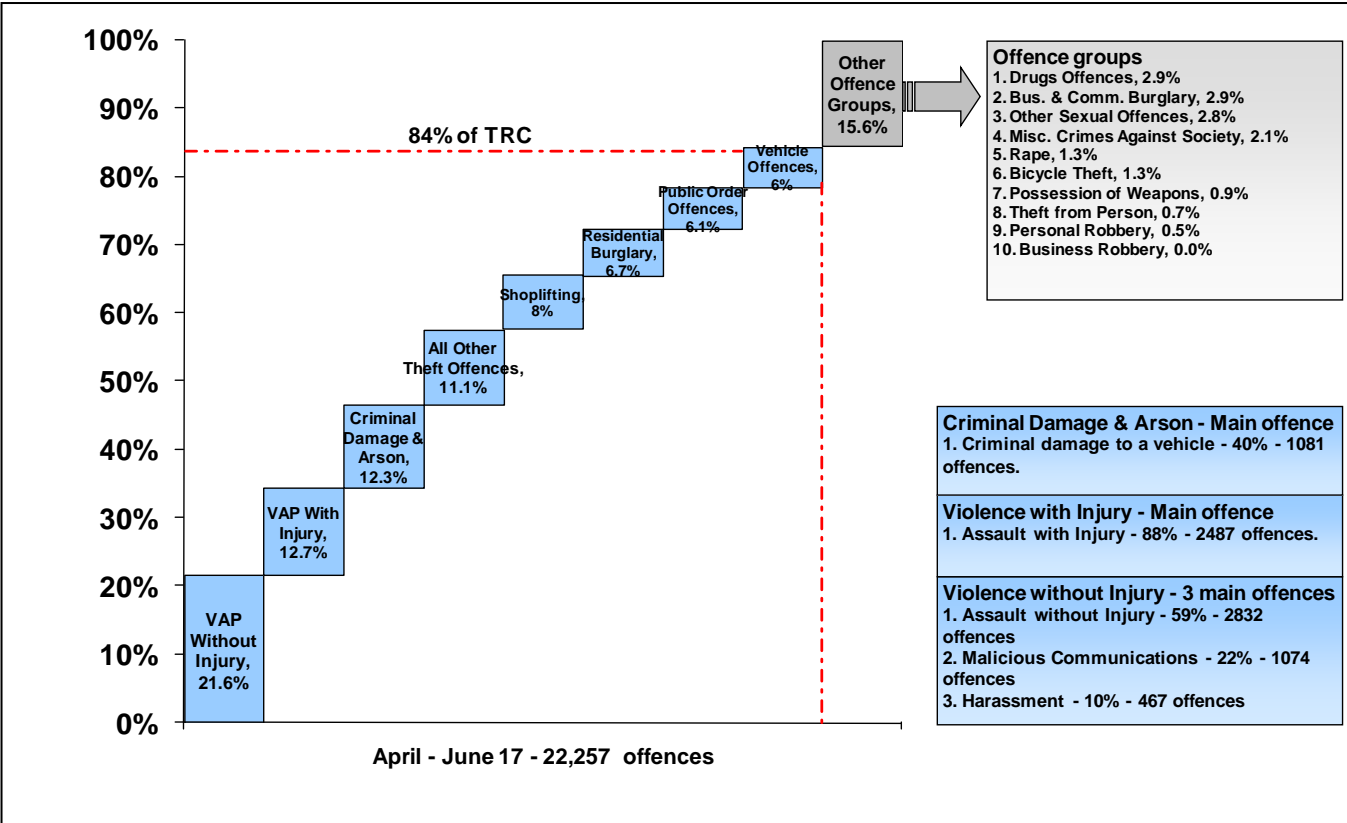 100%
90%
80%
70%
60%
50%
40%
30%
20%
10%
0%
84% of TRC
VAP
Without
Injury,
21.6%
VAP With
Injury,
12.7%
Criminal
Damage &
Arson,
12.3%
All Other
Theft Offences,
11.1%
Shoplifting,
8%
Residential
Burglary,
6.7%
Public Order
Offences,
6.1%
Vehicle
Offences,
6%
Other
Offence
Groups,
15.6%
April - June 17 - 22,257 offences
Offence groups
1. Drugs Offences, 2.9%
2. Bus. & Comm. Burglary, 2.9%
3. Other Sexual Offences, 2.8%
4. Misc. Crimes Against Society, 2.1%
5. Rape, 1.3%
6. Bicycle Theft, 1.3%
7. Possession of Weapons, 0.9%
8. Theft from Person, 0.7%
9. Personal Robbery, 0.5%
10. Business Robbery, 0.0%
Criminal Damage & Arson - Main offence
1. Criminal damage to a vehicle - 40% - 1081
offences.
Violence with Injury - Main offence
1. Assault with Injury - 88% - 2487 offences.
Violence without Injury - 3 main offences
1. Assault without Injury - 59% - 2832
offences
2. Malicious Communications - 22% - 1074
offences
3. Harassment - 10% - 467 offences